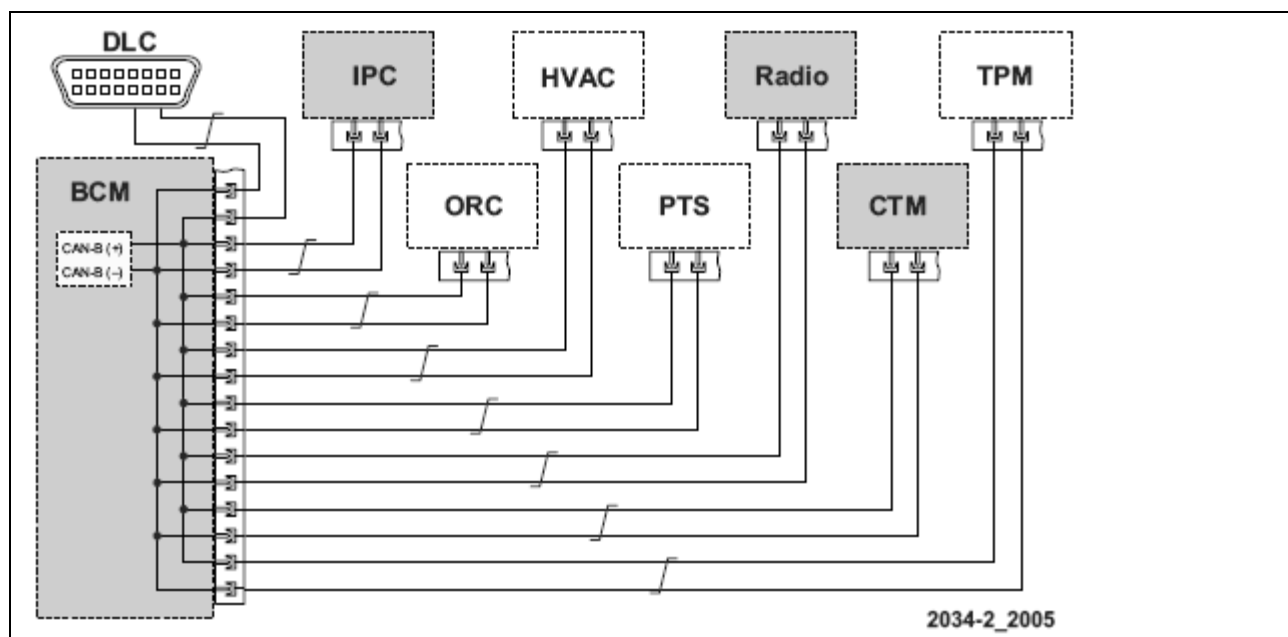 DLC
IPC
HVAC
Radio
TPM
BCM
ORC
PTS
CTM
CAN-B (+)
CAN-B (–)
2034-2_2005